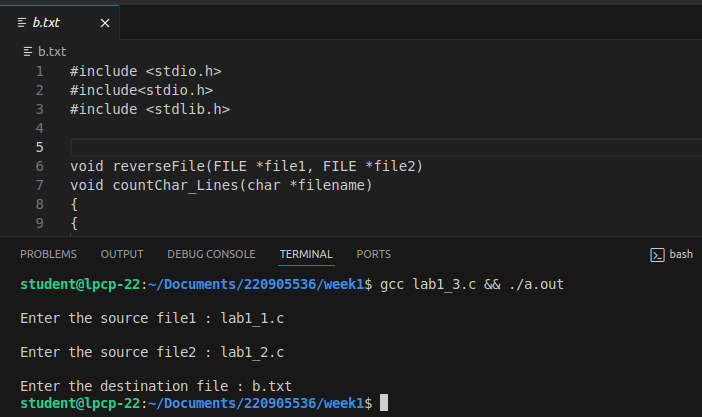 b.txt
b.txt
1 #include <stdio.h>
2 #include<stdio.h>
3 #include <stdlib.h>
4
5
6 void reverseFile(FILE *file1, FILE *file2)
7 void countChar_Lines(char *filename)
8 {
9 {
PROBLEMS OUTPUT DEBUG CONSOLE TERMINAL PORTS bash
student@lpcp-22:~/Documents/220905536/week1$ gcc lab1_3.c && ./a.out
Enter the source file1 : lab1_1.c
Enter the source file2 : lab1_2.c
Enter the destination file : b.txt
student@lpcp-22:~/Documents/220905536/week1$